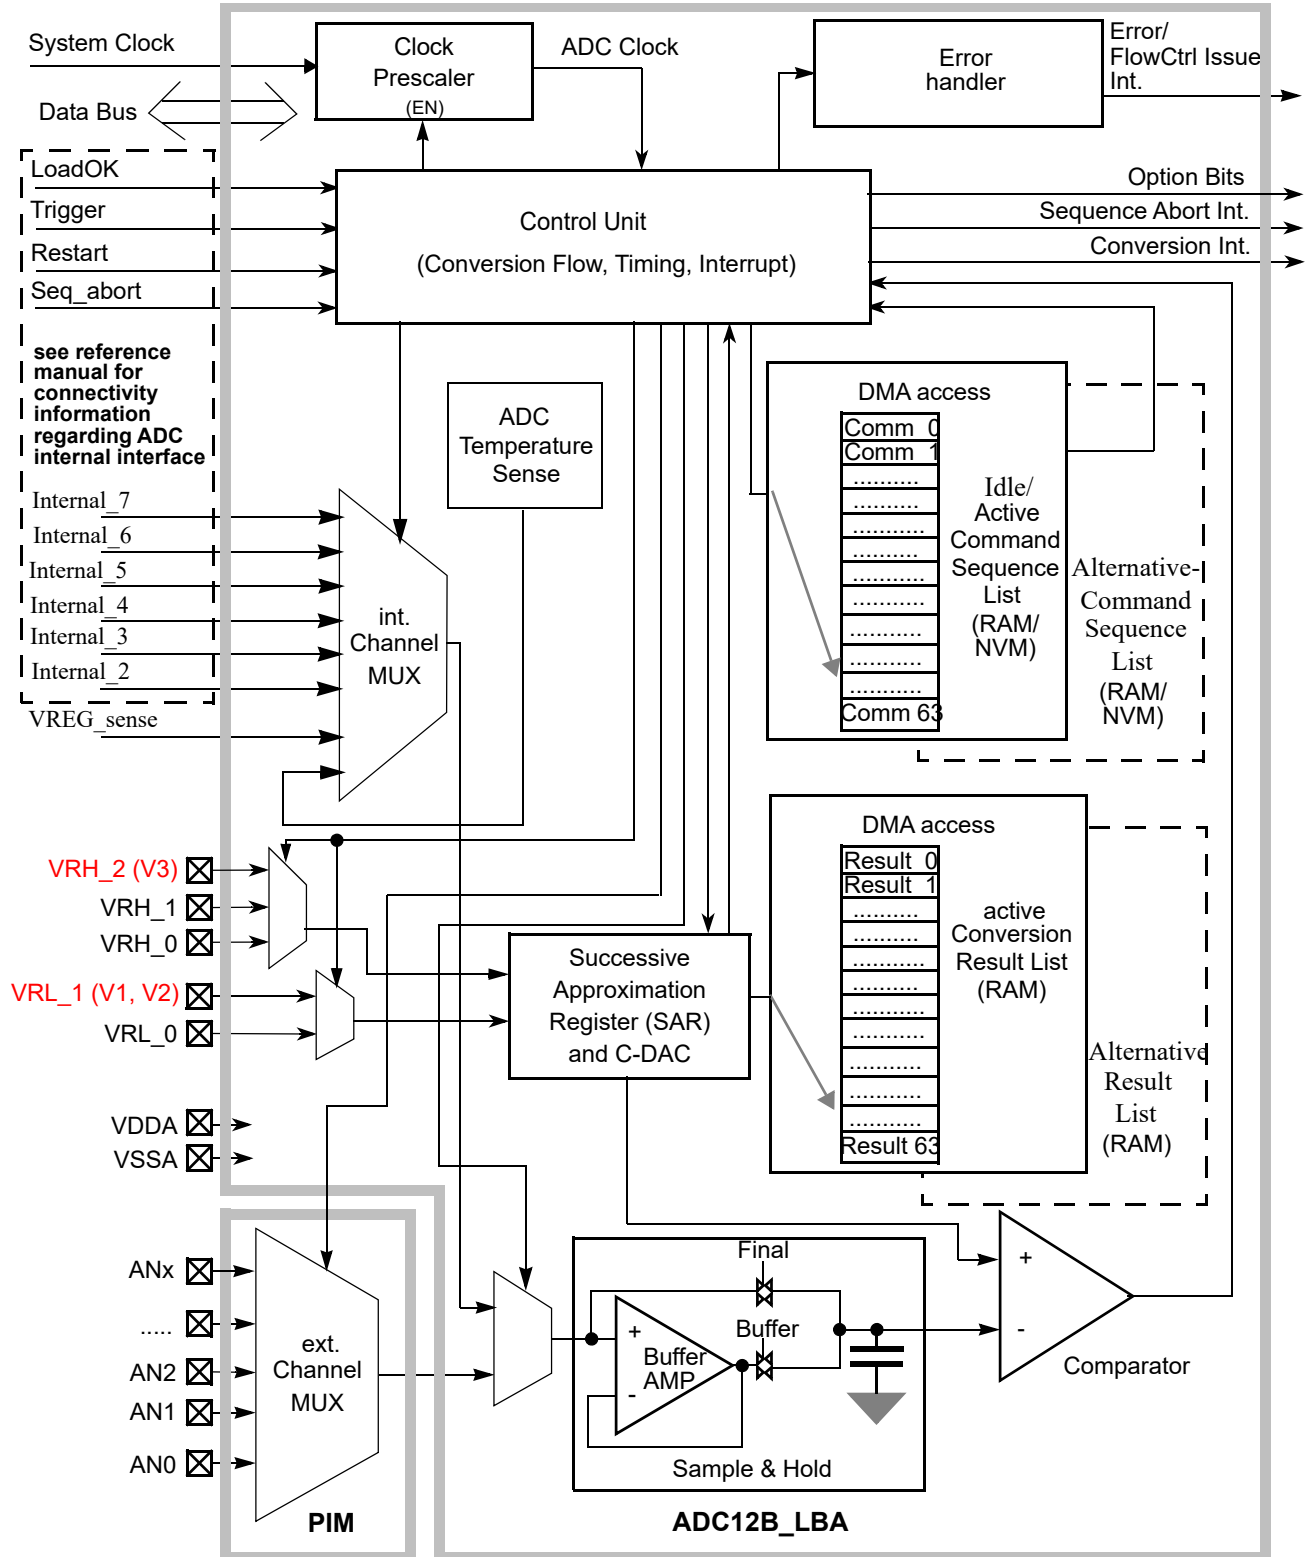 System Clock
Clock
Prescaler
(EN)
ADC Clock
Error
handler
Error/
FlowCtrl Issue
Int.
Data Bus
LoadOK
Trigger
Restart
Seq_abort
Control Unit
(Conversion Flow, Timing, Interrupt)
Option Bits
Sequence Abort Int.
Conversion Int.
see reference
manual for
connectivity
information
regarding ADC
internal interface
ADC
Temperature
Sense
Internal_7
Internal_6
Internal_5
Internal_4
Internal_3
Internal_2
VREG_sense
int.
Channel
MUX
DMA access
Comm 0
Comm 1
..........
..........
...........
..........
...........
...........
...........
...........
...........
Comm 63
Idle/
Active
Command
Sequence
List
(RAM/
NVM)
Alternative-
Command
Sequence
List
(RAM/
NVM)
VRH_2 (V3)
VRH_1
VRH_0
VRL_1 (V1, V2)
VRL_0
VDDA
VSSA
Successive
Approximation
Register (SAR)
and C-DAC
DMA access
Result 0
Result 1
..........
..........
...........
..........
...........
...........
...........
...........
...........
Result 63
active
Conversion
Result List
(RAM)
Alternative
Result
List
(RAM)
ANx
.....
AN2
AN1
AN0
ext.
Channel
MUX
PIM
Final
Buffer
+
Buffer
AMP
-
Sample & Hold
+
-
Comparator
ADC12B_LBA